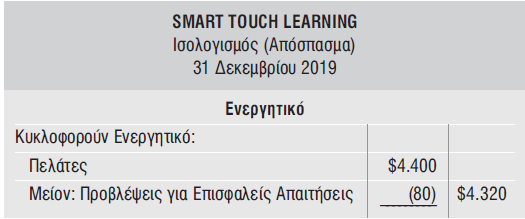 SMART TOUCH LEARNING
Ισολογισμός (Απόσπασμα)
31 Δεκεμβρίου 2019
Ενεργητικό
Κυκλοφορούν Ενεργητικό:
Πελάτες $4.400
Μείον: Προβλέψεις για Επισφαλείς Απαιτήσεις (80) $4.320